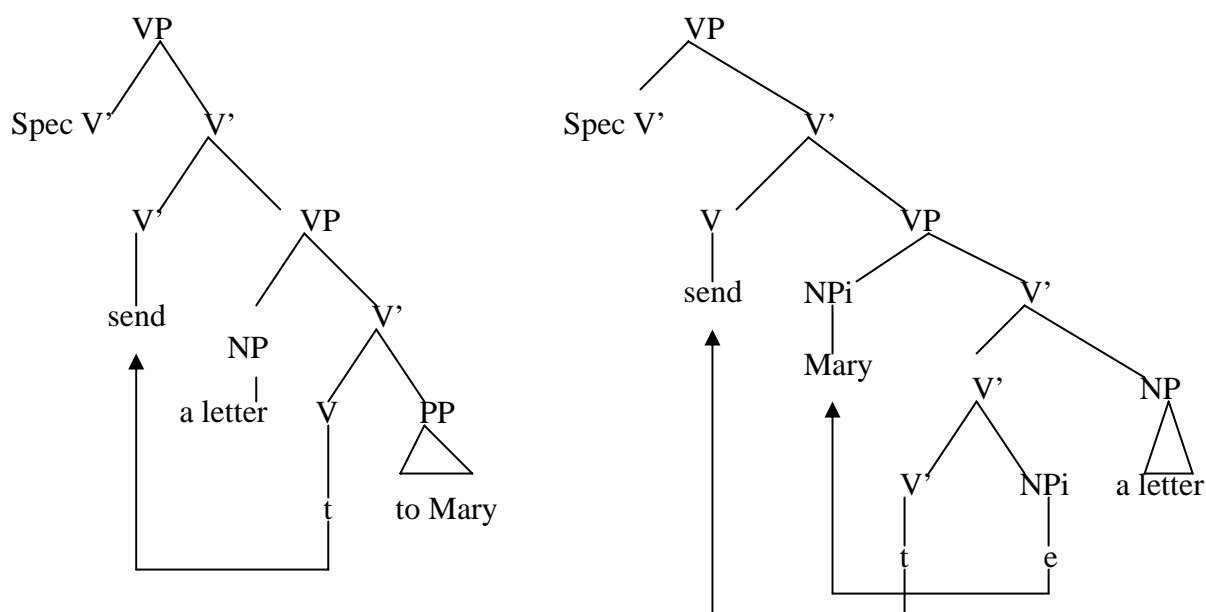 VP VP
Spec V’ V’ Spec V’ V’
V’ VP V VP
send V’ send NPi V’
NP Mary
a letter V PP V’ NP
t to Mary V’ NPi a letter
t e